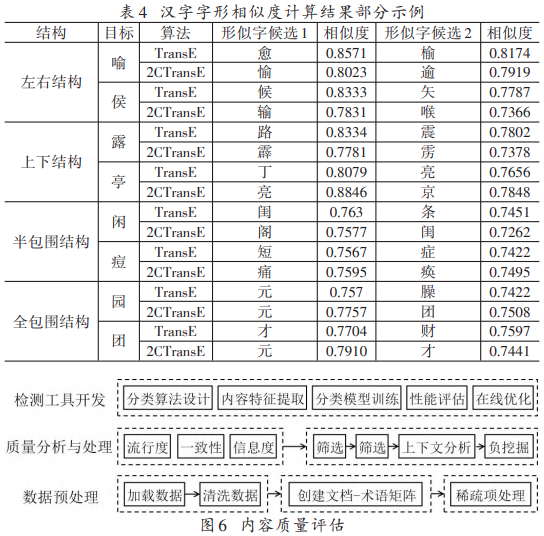 表4 汉字字形相似度计算结果部分示例
结构 目标 算法 形似字候选1 相似度 形似字候选2 相似度
左右结构 喻 TransE 愈 0.8571 榆 0.8174
2CTransE 愉 0.8023 逾 0.7919
侯 TransE 候 0.8333 矢 0.7787
2CTransE 输 0.7831 喉 0.7366
上下结构 露 TransE 路 0.8334 震 0.7802
2CTransE 霹 0.7781 雳 0.7378
亭 TransE 丁 0.8079 亮 0.7656
2CTransE 亮 0.8846 京 0.7848
半包围结构 闲 TransE 闺 0.763 条 0.7451
2CTransE 阁 0.7577 闺 0.7262
痘 TransE 短 0.7567 症 0.7422
2CTransE 痛 0.7595 痪 0.7495
全包围结构 园 TransE 元 0.757 臊 0.7422
2CTransE 元 0.7757 团 0.7508
团 TransE 才 0.7704 财 0.7597
2CTransE 元 0.7910 才 0.7441
检测工具开发 分类算法设计 内容特征提取 分类模型训练 性能评估 在线优化
质量分析与处理 流行度 一致性 信息度 筛选 筛选 上下文分析 负挖掘
数据预处理 加载数据 清洗数据 创建文档-术语矩阵 稀疏项处理
图6 内容质量评估